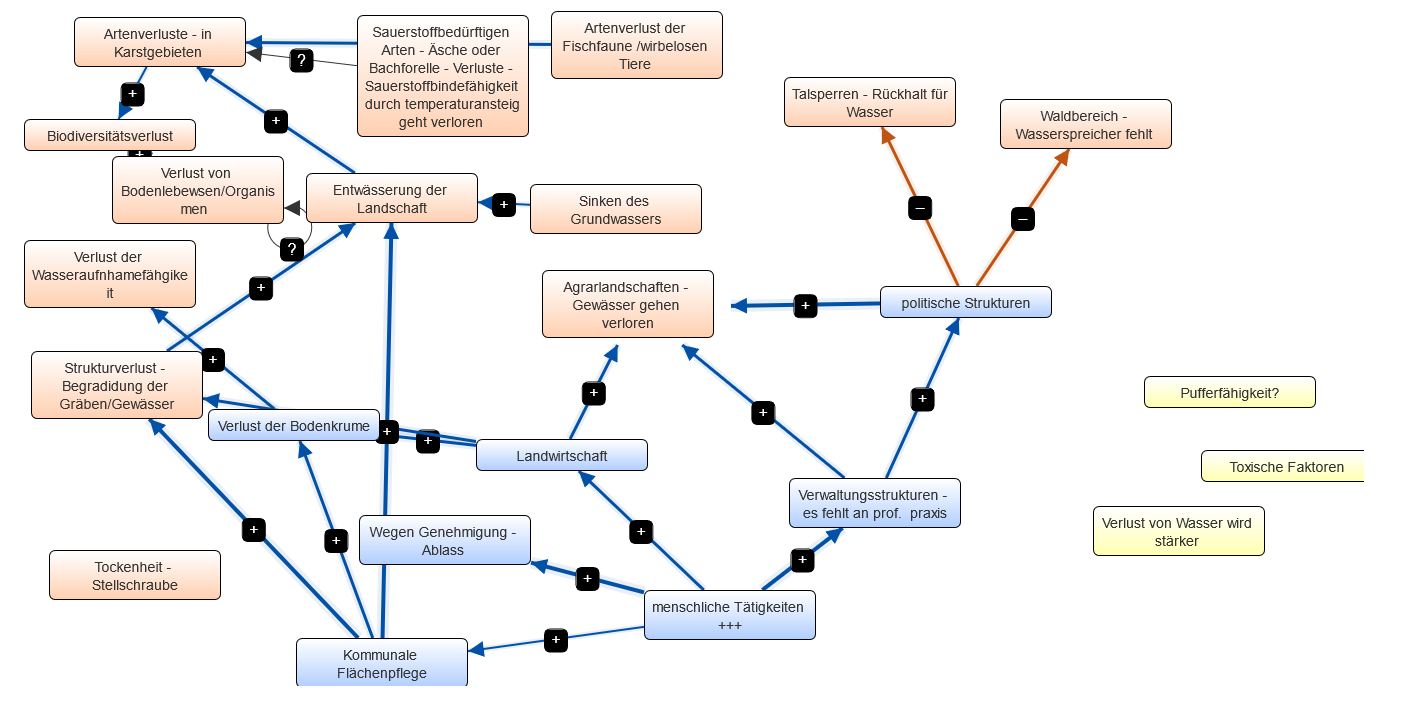 Artenverluste - in
Karstgebieten
Sauerstoffbedürftigen
Arten - Äsche oder
Bachforelle - Verluste -
Sauerstoffbindefähigkeit
durch temperaturansteig
geht verloren
Artenverlust der
Fischfaune /wirbelosen
Tiere
?
+
+
Talsperren - Rückhalt für
Wasser
Waldbereich -
Wasserspreicher fehlt
Biodiversitätsverlust
+
Verlust von
Bodenlebewsen/Organis
men
Entwässerung der
Landschaft
+
Sinken des
Grundwassers
–
–
?
Verlust der
Wasseraufnhamefähgike
it
+
Agrarlandschaften -
Gewässer gehen
verloren
+
politische Strukturen
Strukturverlust -
Begradidung der
Gräben/Gewässer
+
+
+
+
Pufferfähigkeit?
Verlust der Bodenkrume
+
+
Landwirtschaft
Toxische Faktoren
Verwaltungsstrukturen -
es fehlt an prof. praxis
Verlust von Wasser wird
stärker
+
+
Wegen Genehmigung -
Ablass
+
+
+
Tockenheit -
Stellschraube
menschliche Tätigkeiten
+++
+
Kommunale
Flächenpflege